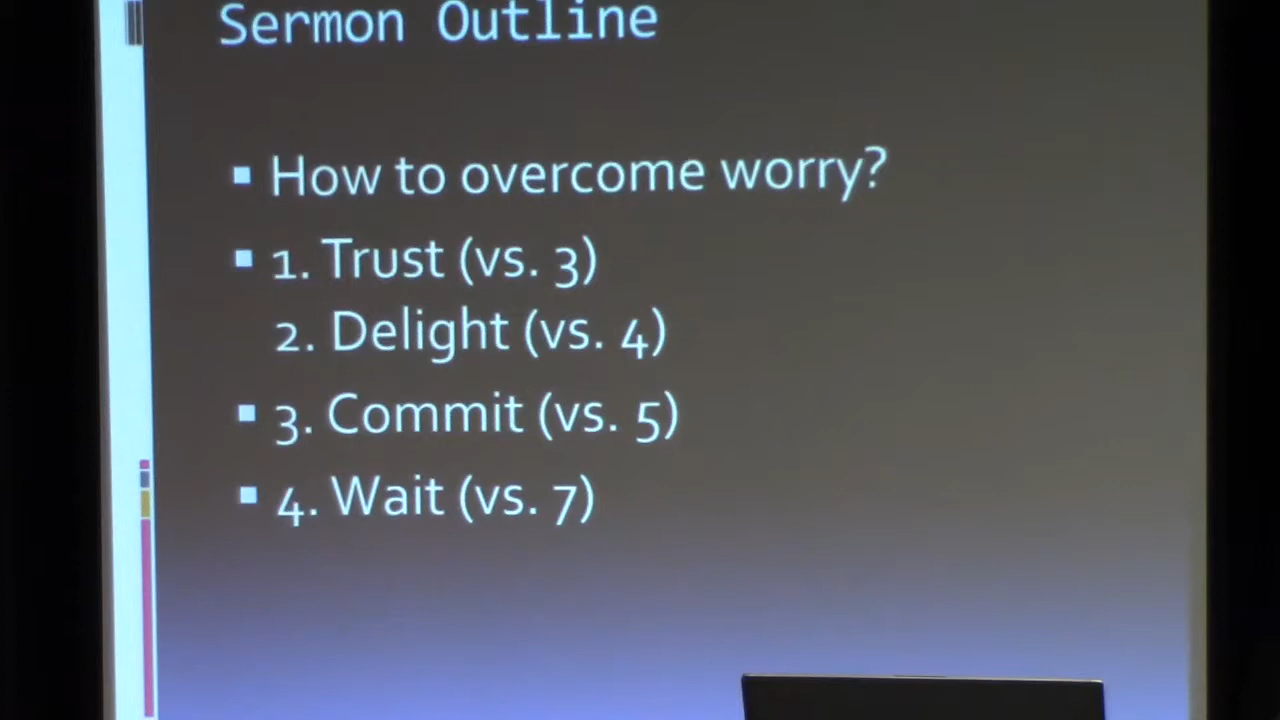 Sermon Outline
▪ How to overcome worry?
▪ 1. Trust (vs. 3)
2. Delight (vs. 4)
▪ 3. Commit (vs. 5)
▪ 4. Wait (vs. 7)